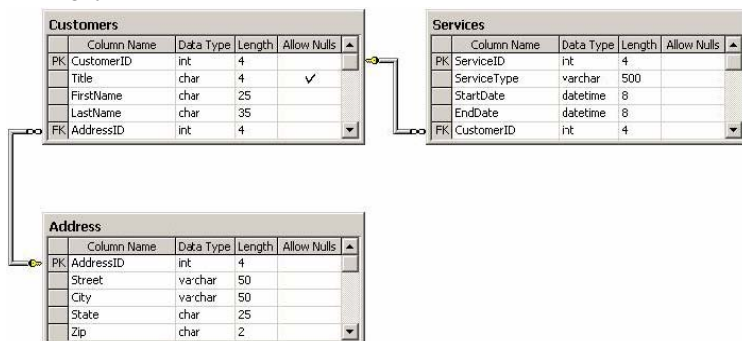 Customers
Column Name Data Type Length Allow Nulls
PK CustomerID int 4
Title char 4 ✓
FirstName char 25
LastName char 35
FK AddressID int 4
Services
Column Name Data Type Length Allow Nulls
PK ServiceID int 4
ServiceType varchar 500
StartDate datetime 8
EndDate datetime 8
FK CustomerID int 4
Address
Column Name Data Type Length Allow Nulls
PK AddressID int 4
Street varchar 50
City varchar 50
State char 25
Zip char 2